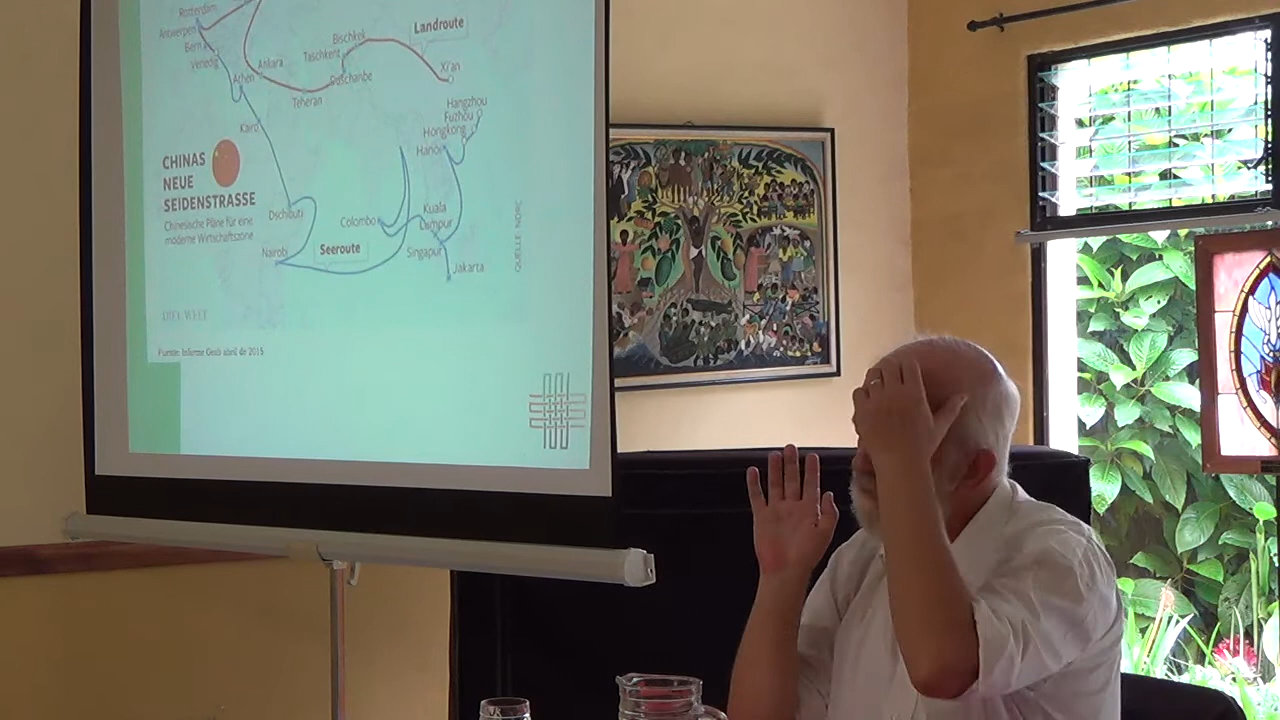 Rotterdam
Antwerpen
Bern
Venedig
Athen
Ankara
Teheran
Duschanbe
Taschkent
Bischkek
Landroute
Xi'an
Hangzhou
Fuzhou
Hongkong
Hanoi
Kairo
CHINAS
NEUE
SEIDENSTRASSE
Chinesische Pläne für eine
moderne Wirtschaftszone
Dschibuti
Nairobi
Seeroute
Colombo
Kuala
Lumpur
Singapur
Jakarta
QUELLE: NDRC
DIE WELT
Fuente: Informe Geab abril de 2015